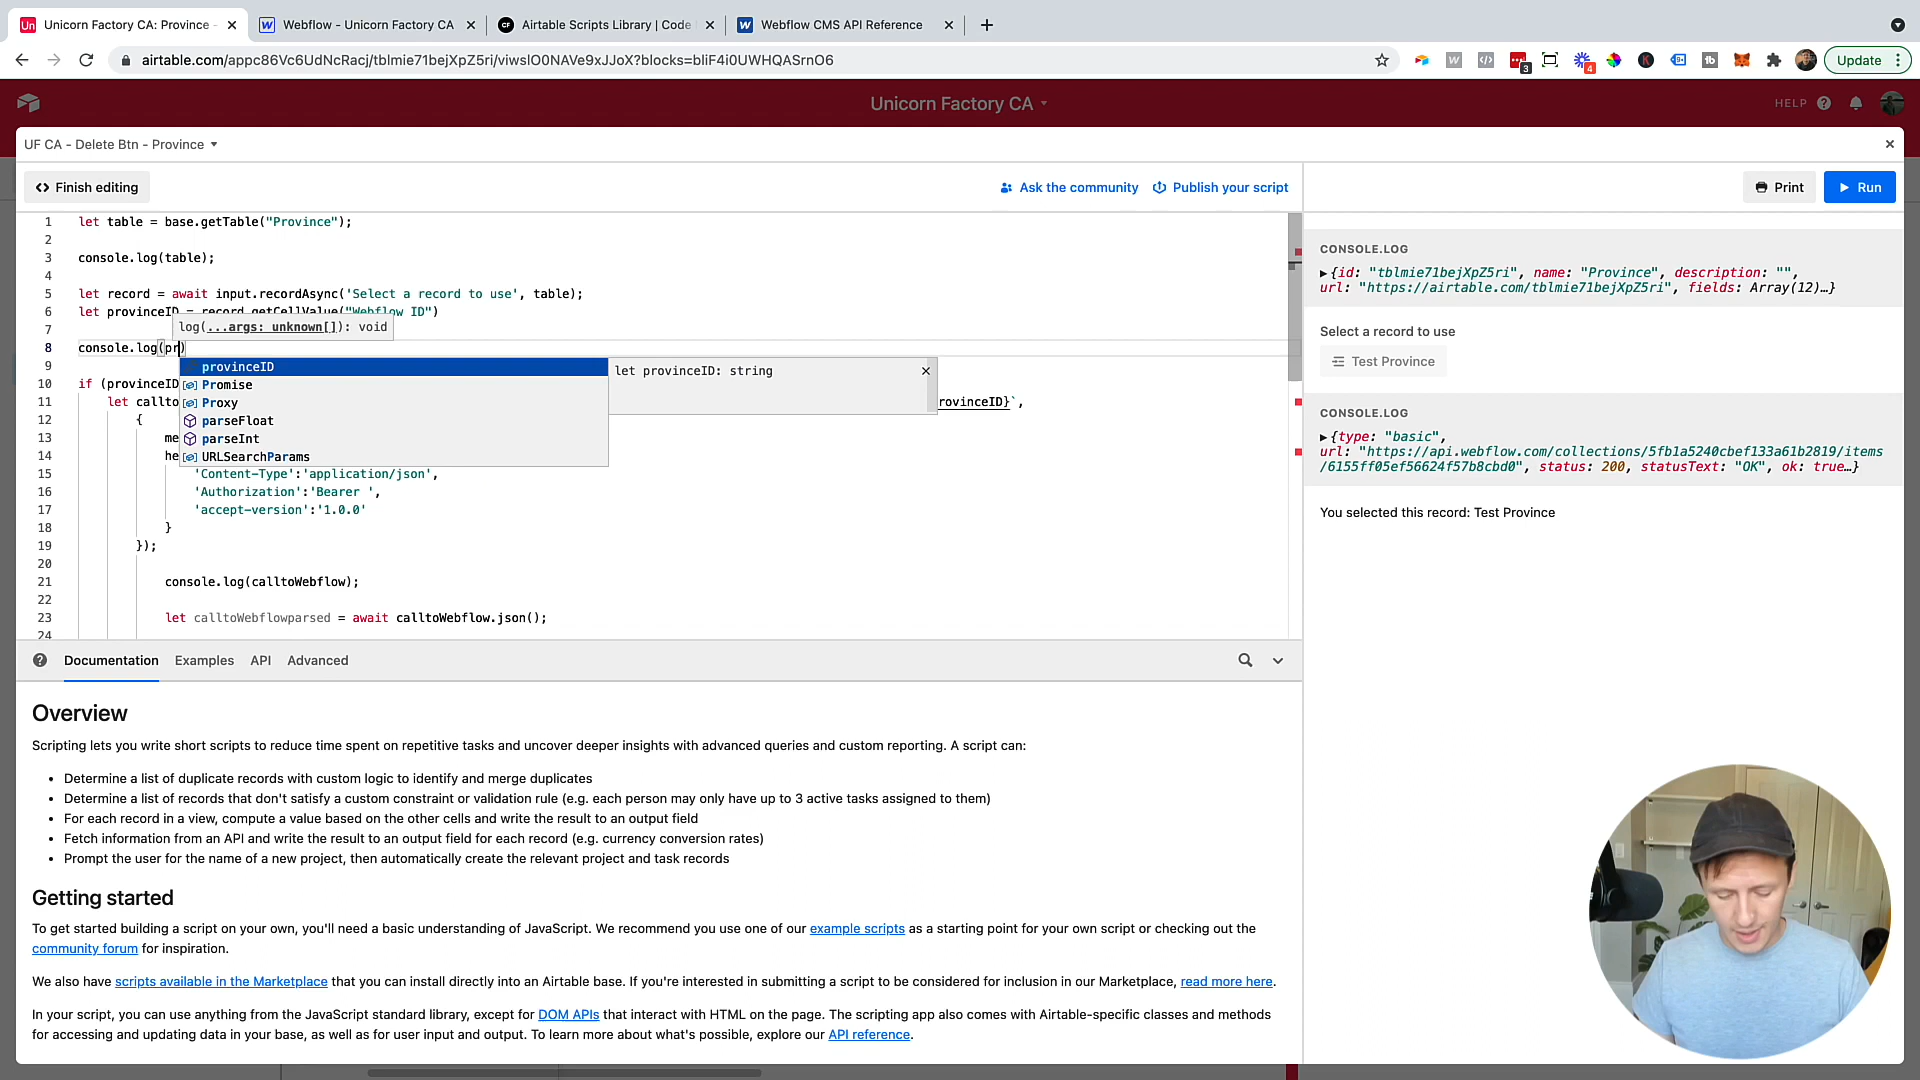 Unicorn Factory CA: Province -
Webflow - Unicorn Factory CA
Airtable Scripts Library | Code
Webflow CMS API Reference
airtable.com/appc86Vc6UdNcRacj/tblmie71bejXpZ5ri/viwslO0NAVe9xJJoX?blocks=bliF4i0UWHQASrnO6
Update
Unicorn Factory CA
HELP
UF CA - Delete Btn - Province
Finish editing
Ask the community
Publish your script
Print
Run
1 let table = base.getTable("Province");
2
3 console.log(table);
4
5 let record = await input.recordAsync('Select a record to use', table);
6 let provinceID = record.getCellValue("Webflow ID")
log(...args: unknown[]): void
7
8 console.log(pr)
9
provinceID
let provinceID: string
Promise
Proxy
parseFloat
parseInt
URLSearchParams
10 if (provinceID
11 let callto
rovinceID}`,
12 {
13 me
14 he
15 'Content-Type':'application/json',
16 'Authorization':'Bearer ',
17 'accept-version':'1.0.0'
18 }
19 });
20
21 console.log(calltoWebflow);
22
23 let calltoWebflowparsed = await calltoWebflow.json();
24
CONSOLE.LOG
{id: "tblmie71bejXpZ5ri", name: "Province", description: "",
url: "https://airtable.com/tblmie71bejXpZ5ri", fields: Array(12)…}
Select a record to use
Test Province
CONSOLE.LOG
{type: "basic",
url: "https://api.webflow.com/collections/5fb1a5240cbef133a61b2819/items
/6155ff05ef56624f57b8cbd0", status: 200, statusText: "OK", ok: true…}
You selected this record: Test Province
Documentation
Examples
API
Advanced
Overview
Scripting lets you write short scripts to reduce time spent on repetitive tasks and uncover deeper insights with advanced queries and custom reporting. A script can:
• Determine a list of duplicate records with custom logic to identify and merge duplicates
• Determine a list of records that don't satisfy a custom constraint or validation rule (e.g. each person may only have up to 3 active tasks assigned to them)
• For each record in a view, compute a value based on the other cells and write the result to an output field
• Fetch information from an API and write the result to an output field for each record (e.g. currency conversion rates)
• Prompt the user for the name of a new project, then automatically create the relevant project and task records
Getting started
To get started building a script on your own, you'll need a basic understanding of JavaScript. We recommend you use one of our example scripts as a starting point for your own script or checking out the
community forum for inspiration.
We also have scripts available in the Marketplace that you can install directly into an Airtable base. If you're interested in submitting a script to be considered for inclusion in our Marketplace, read more here.
In your script, you can use anything from the JavaScript standard library, except for DOM APIs that interact with HTML on the page. The scripting app also comes with Airtable-specific classes and methods
for accessing and updating data in your base, as well as for user input and output. To learn more about what's possible, explore our API reference.